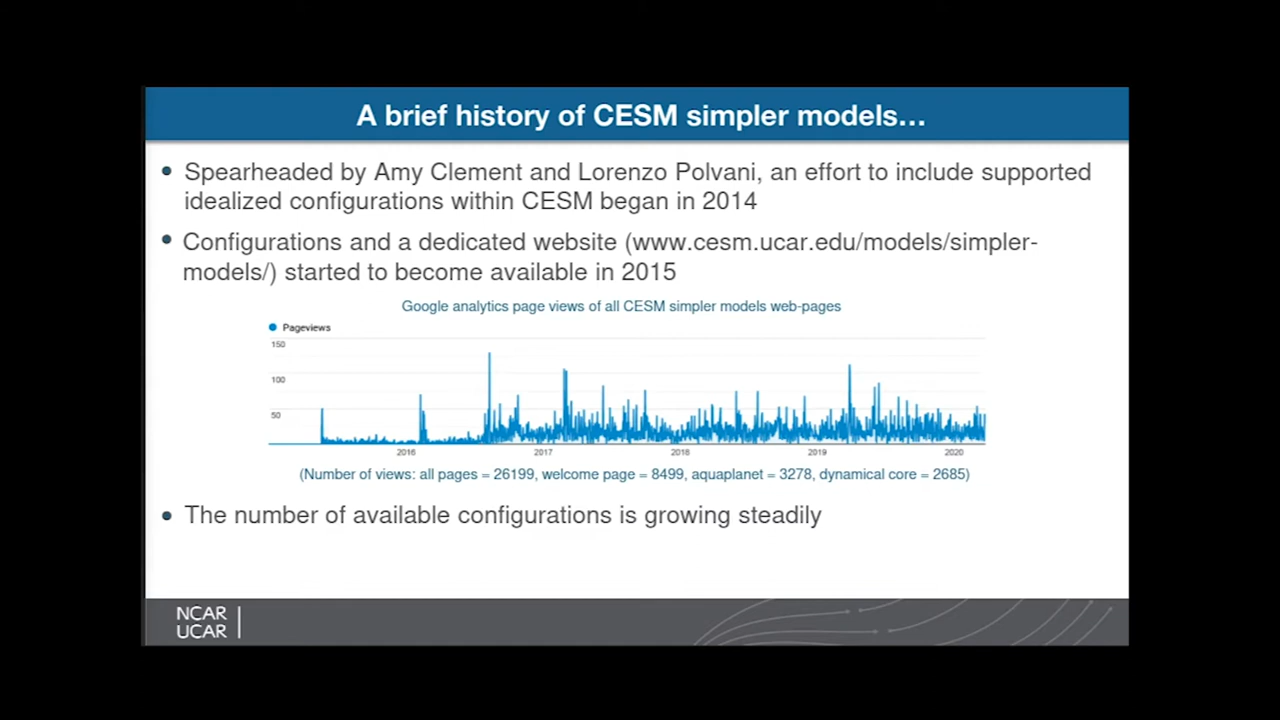 A brief history of CESM simpler models...
Spearheaded by Amy Clement and Lorenzo Polvani, an effort to include supported
idealized configurations within CESM began in 2014
Configurations and a dedicated website (www.cesm.ucar.edu/models/simpler-
models/) started to become available in 2015
Google analytics page views of all CESM simpler models web-pages
Pageviews
150
100
50
2016 2017 2018 2019 2020
(Number of views: all pages = 26199, welcome page = 8499, aquaplanet = 3278, dynamical core = 2685)
The number of available configurations is growing steadily
NCAR
UCAR